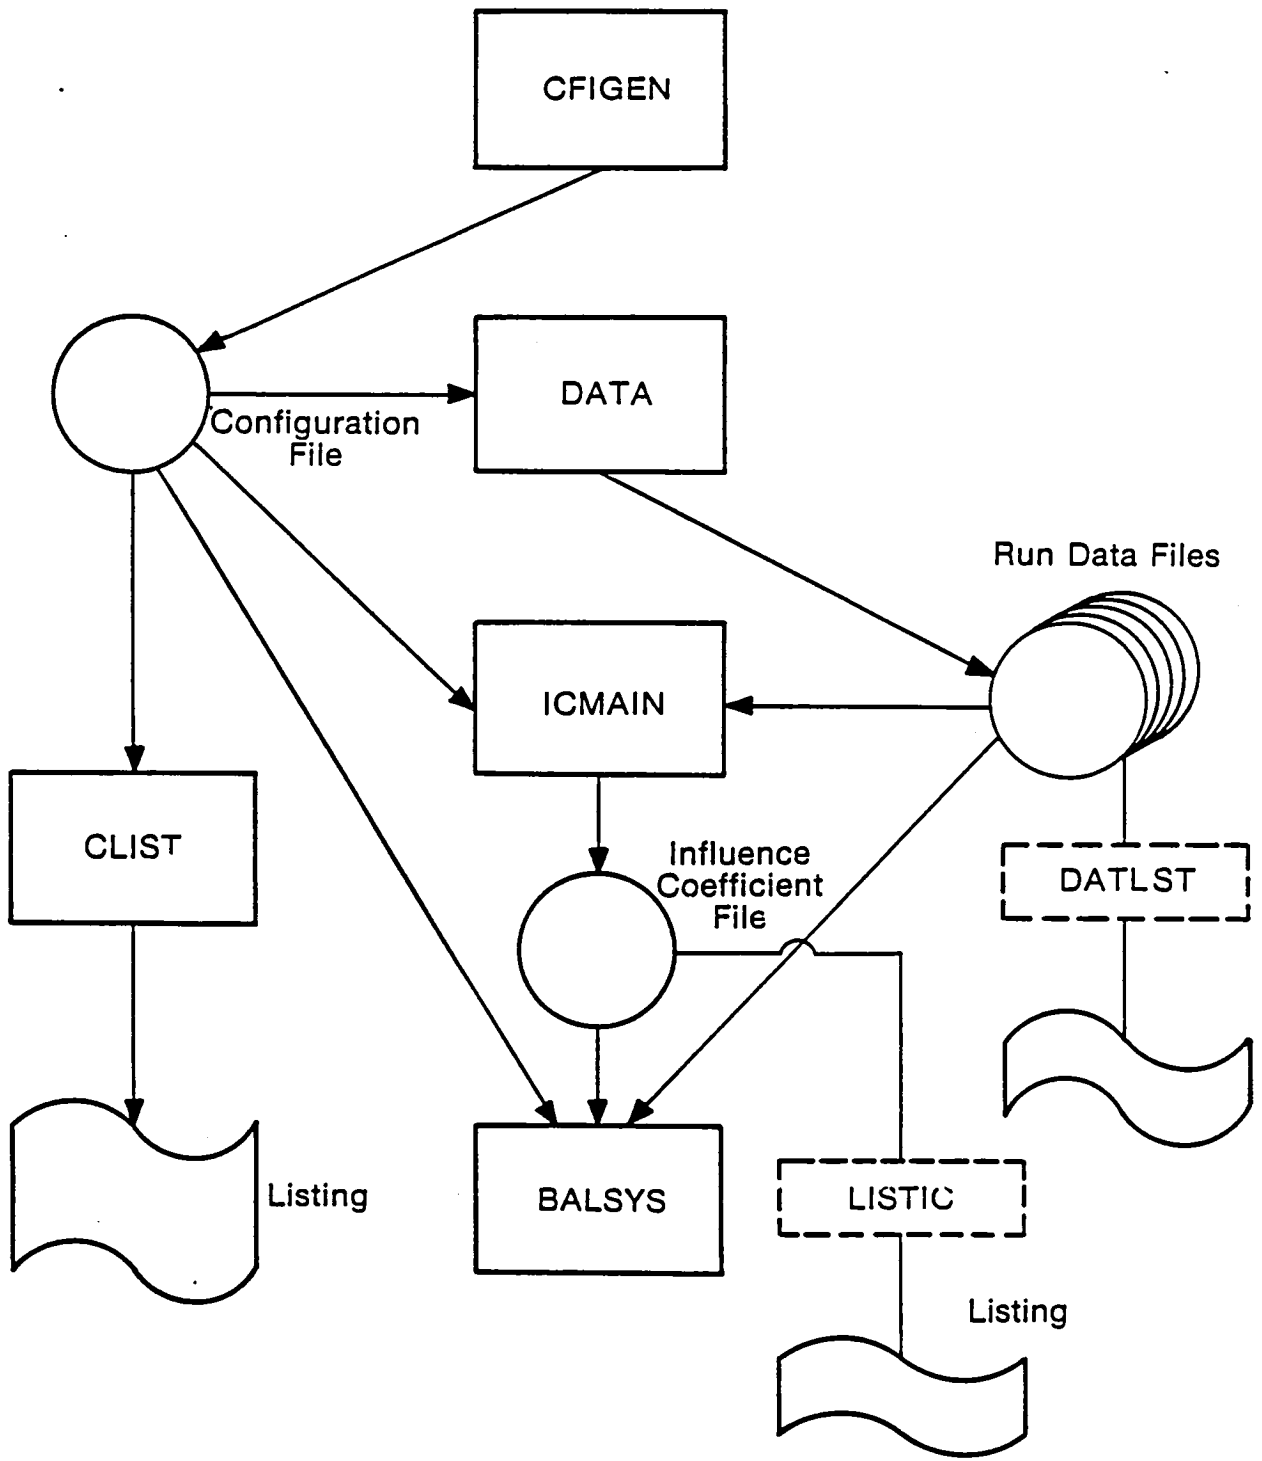 CFIGEN
DATA
Configuration
File
Run Data Files
ICMAIN
CLIST
Influence
Coefficient
File
DATLST
BALSYS
Listing
LISTIC
Listing